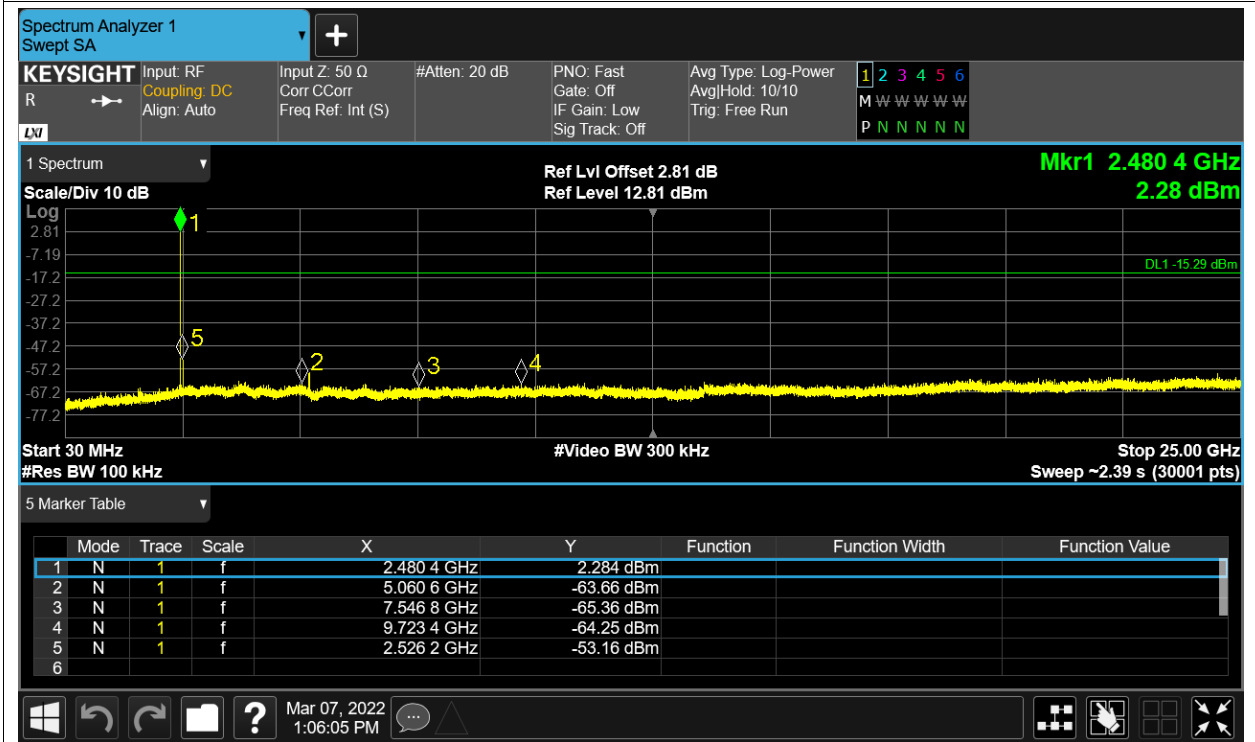 Spectrum Analyzer 1
Swept SA
KEYSIGHT
R
LXI
Input: RF
Coupling: DC
Align: Auto
Input Z: 50 Ω
Corr CCorr
Freq Ref: Int (S)
#Atten: 20 dB
PNO: Fast
Gate: Off
IF Gain: Low
Sig Track: Off
Avg Type: Log-Power
Avg|Hold: 10/10
Trig: Free Run
1 2 3 4 5 6
M W W W W W
P N N N N N
1 Spectrum
Scale/Div 10 dB
Ref Lvl Offset 2.81 dB
Ref Level 12.81 dBm
Mkr1 2.480 4 GHz
2.28 dBm
Log
2.81
-7.19
-17.2
-27.2
-37.2
-47.2
-57.2
-67.2
-77.2
1
5
2
3
4
DL1 -15.29 dBm
Start 30 MHz
#Res BW 100 kHz
#Video BW 300 kHz
Stop 25.00 GHz
Sweep ~2.39 s (30001 pts)
5 Marker Table
Mode Trace Scale X Y Function Function Width Function Value
1 N 1 f 2.480 4 GHz 2.284 dBm
2 N 1 f 5.060 6 GHz -63.66 dBm
3 N 1 f 7.546 8 GHz -65.36 dBm
4 N 1 f 9.723 4 GHz -64.25 dBm
5 N 1 f 2.526 2 GHz -53.16 dBm
6
?
Mar 07, 2022
1:06:05 PM